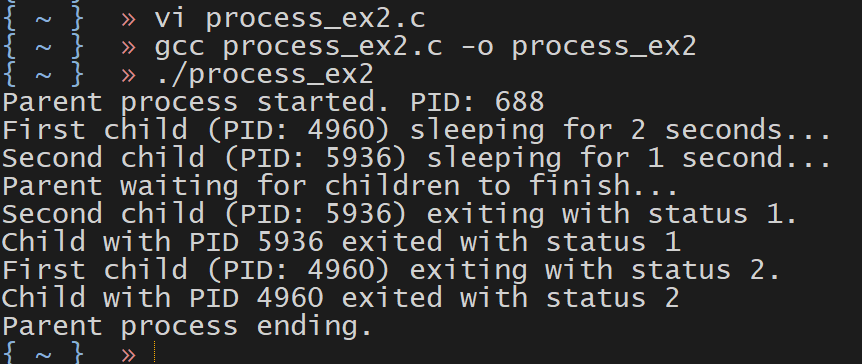 { ~ }  » vi process_ex2.c
{ ~ }  » gcc process_ex2.c -o process_ex2
{ ~ }  » ./process_ex2
Parent process started. PID: 688
First child (PID: 4960) sleeping for 2 seconds...
Second child (PID: 5936) sleeping for 1 second...
Parent waiting for children to finish...
Second child (PID: 5936) exiting with status 1.
Child with PID 5936 exited with status 1
First child (PID: 4960) exiting with status 2.
Child with PID 4960 exited with status 2
Parent process ending.
{ ~ }  »